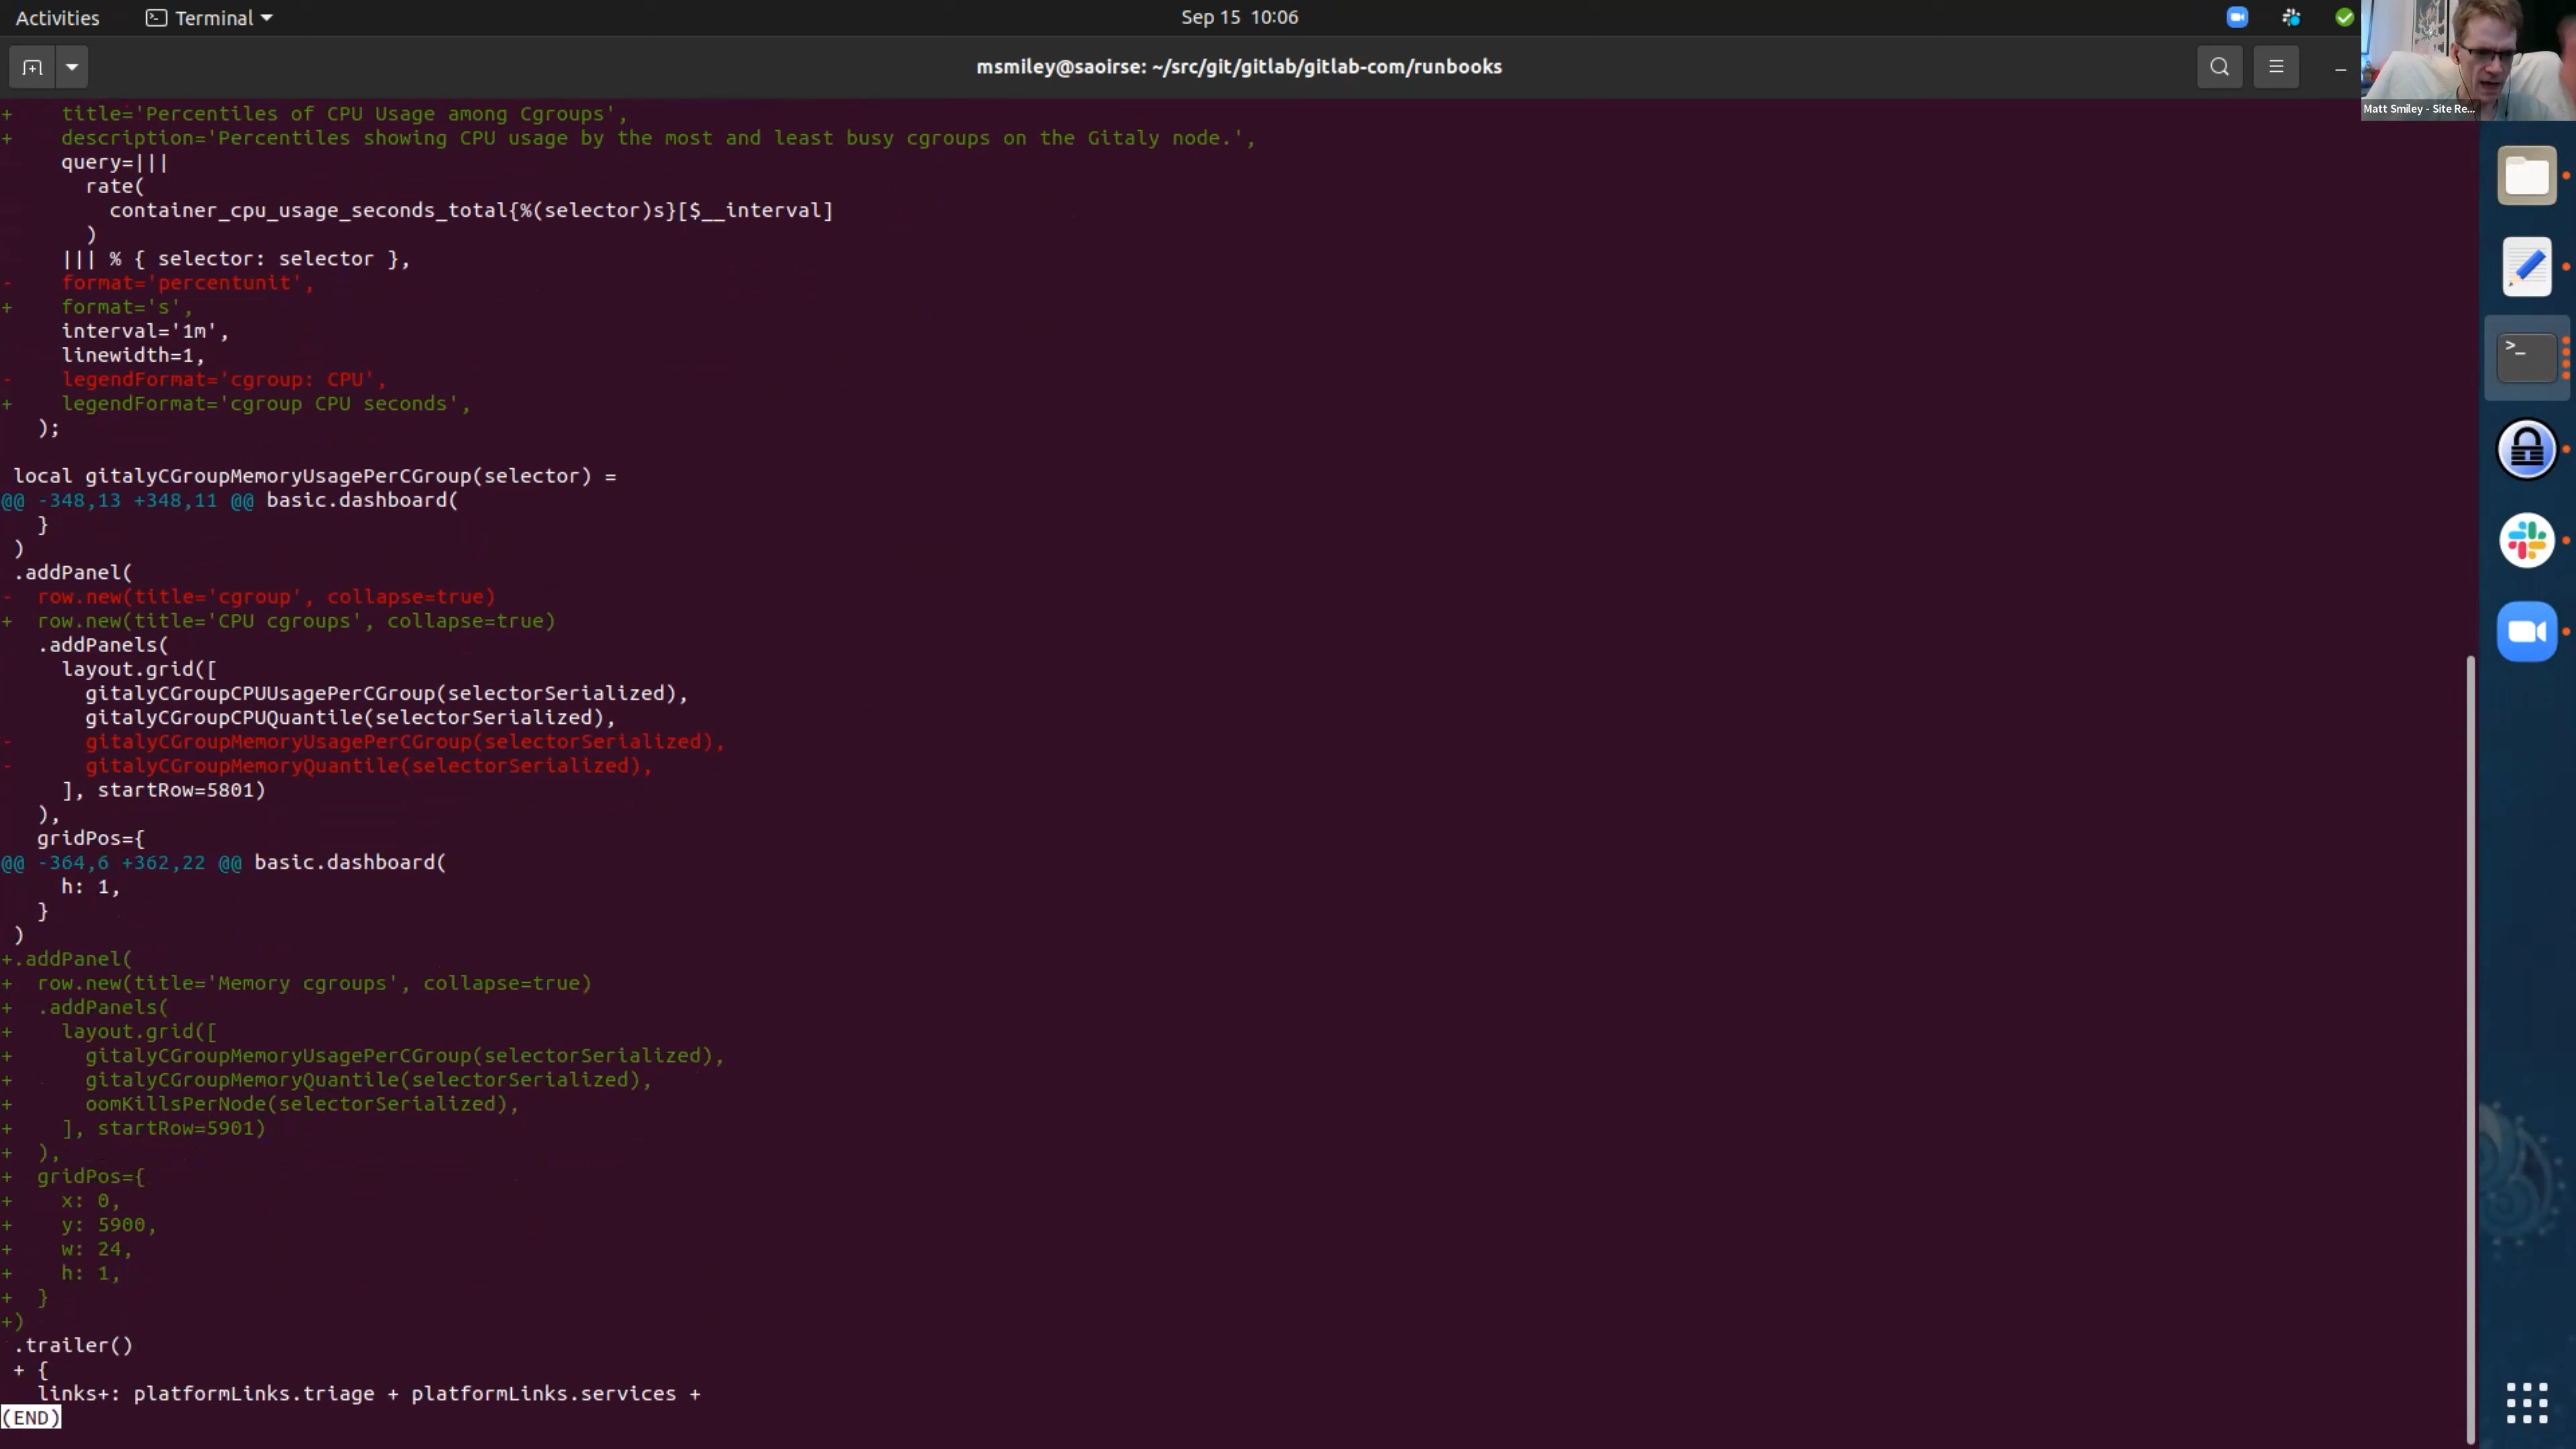 Activities
Terminal
Sep 15 10:06
msmiley@saoirse: ~/src/git/gitlab/gitlab-com/runbooks
Matt Smiley - Site Re...
+    title='Percentiles of CPU Usage among Cgroups',
+    description='Percentiles showing CPU usage by the most and least busy cgroups on the Gitaly node.',
     query=|||
       rate(
         container_cpu_usage_seconds_total{%(selector)s}[$__interval]
       )
     ||| % { selector: selector },
-    format='percentunit',
+    format='s',
     interval='1m',
     linewidth=1,
-    legendFormat='cgroup: CPU',
+    legendFormat='cgroup CPU seconds',
   );
 local gitalyCGroupMemoryUsagePerCGroup(selector) =
@@ -348,13 +348,11 @@ basic.dashboard(
   }
 )
 .addPanel(
-  row.new(title='cgroup', collapse=true)
+  row.new(title='CPU cgroups', collapse=true)
   .addPanels(
     layout.grid([
       gitalyCGroupCPUUsagePerCGroup(selectorSerialized),
       gitalyCGroupCPUQuantile(selectorSerialized),
-      gitalyCGroupMemoryUsagePerCGroup(selectorSerialized),
-      gitalyCGroupMemoryQuantile(selectorSerialized),
     ], startRow=5801)
   ),
   gridPos={
@@ -364,6 +362,22 @@ basic.dashboard(
     h: 1,
   }
 )
+.addPanel(
+  row.new(title='Memory cgroups', collapse=true)
+  .addPanels(
+    layout.grid([
+      gitalyCGroupMemoryUsagePerCGroup(selectorSerialized),
+      gitalyCGroupMemoryQuantile(selectorSerialized),
+      oomKillsPerNode(selectorSerialized),
+    ], startRow=5901)
+  ),
+  gridPos={
+    x: 0,
+    y: 5900,
+    w: 24,
+    h: 1,
+  }
+)
 .trailer()
 + {
   links+: platformLinks.triage + platformLinks.services +
(END)